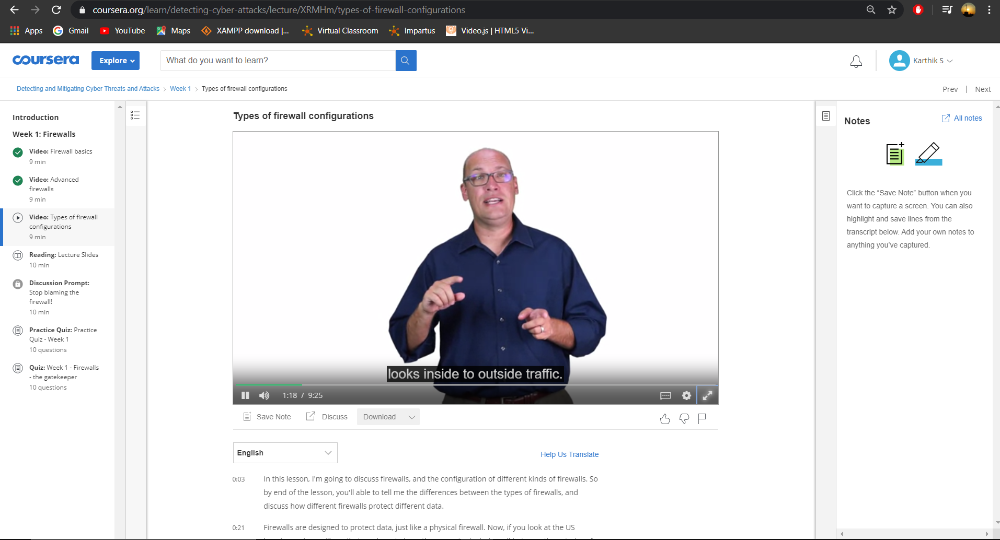 coursera.org/learn/detecting-cyber-attacks/lecture/XRMHm/types-of-firewall-configurations
Apps Gmail YouTube Maps XAMPP download |... Virtual Classroom Impartus Video.js | HTML5 Vi...
coursera Explore What do you want to learn? Karthik S
Detecting and Mitigating Cyber Threats and Attacks > Week 1 > Types of firewall configurations Prev | Next
Introduction
Week 1: Firewalls
Video: Firewall basics
9 min
Video: Advanced
firewalls
9 min
Video: Types of firewall
configurations
9 min
Reading: Lecture Slides
10 min
Discussion Prompt:
Stop blaming the
firewall!
10 min
Practice Quiz: Practice
Quiz - Week 1
10 questions
Quiz: Week 1 - Firewalls
- the gatekeeper
10 questions
Types of firewall configurations
looks inside to outside traffic.
1:18 / 9:25
Save Note Discuss Download
English
Help Us Translate
0:03 In this lesson, I'm going to discuss firewalls, and the configuration of different kinds of firewalls. So
by end of the lesson, you'll able to tell me the differences between the types of firewalls, and
discuss how different firewalls protect different data.
0:21 Firewalls are designed to protect data, just like a physical firewall. Now, if you look at the US
Notes
All notes
Click the “Save Note” button when you
want to capture a screen. You can also
highlight and save lines from the
transcript below. Add your own notes to
anything you’ve captured.